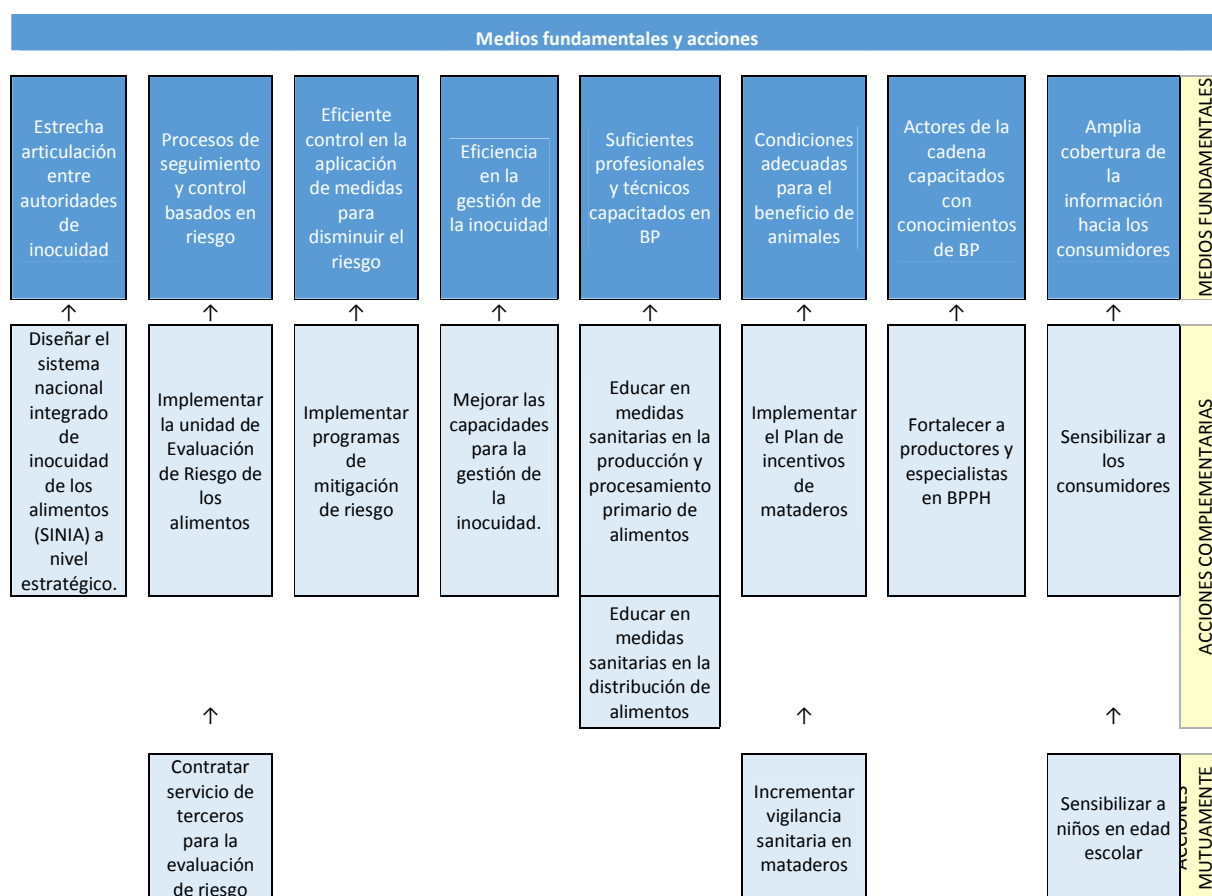 Medios fundamentales y acciones
Estrecha
articulación
entre
autoridades
de
inocuidad
Procesos de
seguimiento
y control
basados en
riesgo
Eficiente
control en la
aplicación
de medidas
para
disminuir el
riesgo
Eficiencia
en la
gestión de
la inocuidad
Suficientes
profesionales
y técnicos
capacitados en
BP
Condiciones
adecuadas
para el
beneficio de
animales
Actores de la
cadena
capacitados
con
conocimientos
de BP
Amplia
cobertura de
la
información
hacia los
consumidores
MEDIOS FUNDAMENTALES
↑ ↑ ↑ ↑ ↑ ↑ ↑ ↑
Diseñar el
sistema
nacional
integrado
de
inocuidad
de los
alimentos
(SINIA) a
nivel
estratégico.
Implementar
la unidad de
Evaluación
de Riesgo de
los
alimentos
Implementar
programas
de
mitigación
de riesgo
Mejorar las
capacidades
para la
gestión de
la
inocuidad.
Educar en
medidas
sanitarias en la
producción y
procesamiento
primario de
alimentos
Implementar
el Plan de
incentivos
de
mataderos
Fortalecer a
productores y
especialistas
en BPPH
Sensibilizar a
los
consumidores
ACCIONES COMPLEMENTARIAS
Educar en
medidas
sanitarias en la
distribución de
alimentos
↑ ↑ ↑
Contratar
servicio de
terceros
para la
evaluación
de riesgo
Incrementar
vigilancia
sanitaria en
mataderos
Sensibilizar a
niños en edad
escolar
ACCIONES
MUTUAMENTE